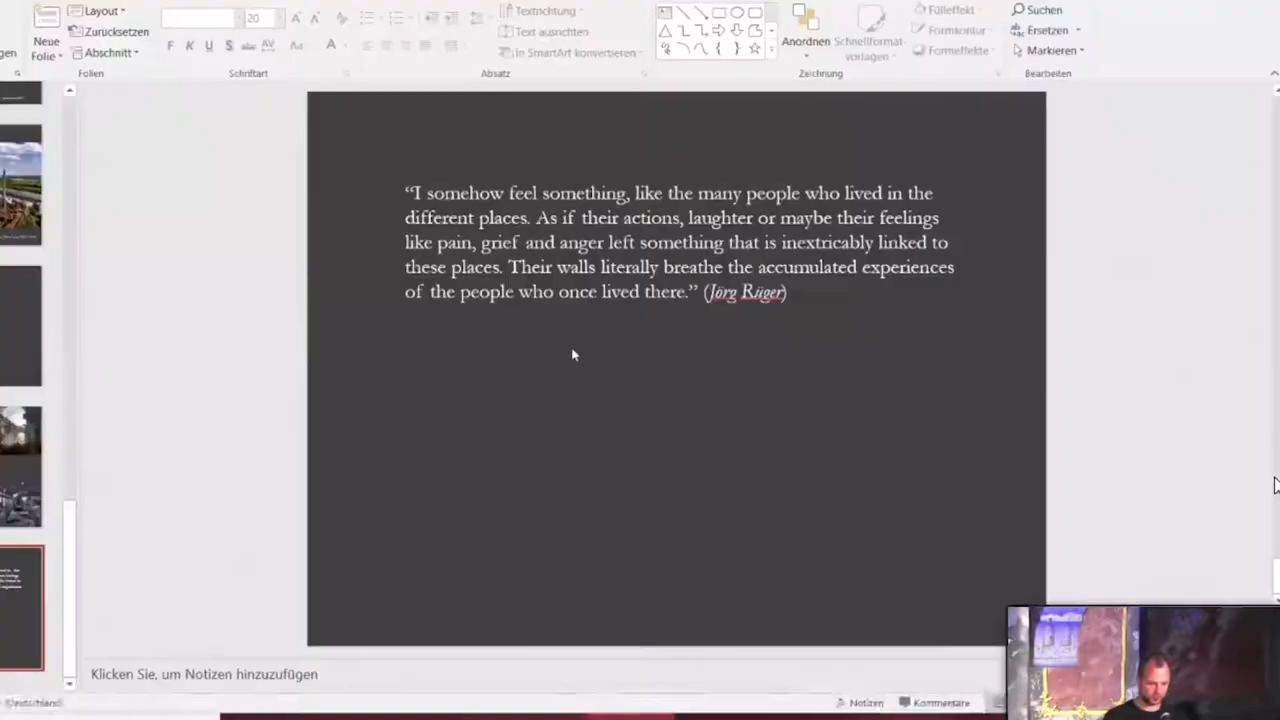 Layout
Zurücksetzen
Neue
Folie
Abschnitt
Folien
20
F K U S abc AV
Aa
A
Schriftart
Textrichtung
Text ausrichten
In SmartArt konvertieren
Absatz
Anordnen
Schnellformat-
vorlagen
Fülleffekt
Formkontur
Formeffekte
Zeichnung
Suchen
Ersetzen
Markieren
Bearbeiten
“I somehow feel something, like the many people who lived in the
different places. As if their actions, laughter or maybe their feelings
like pain, grief and anger left something that is inextricably linked to
these places. Their walls literally breathe the accumulated experiences
of the people who once lived there.” (Jörg Rüger)
Klicken Sie, um Notizen hinzuzufügen
Notizen
Kommentare